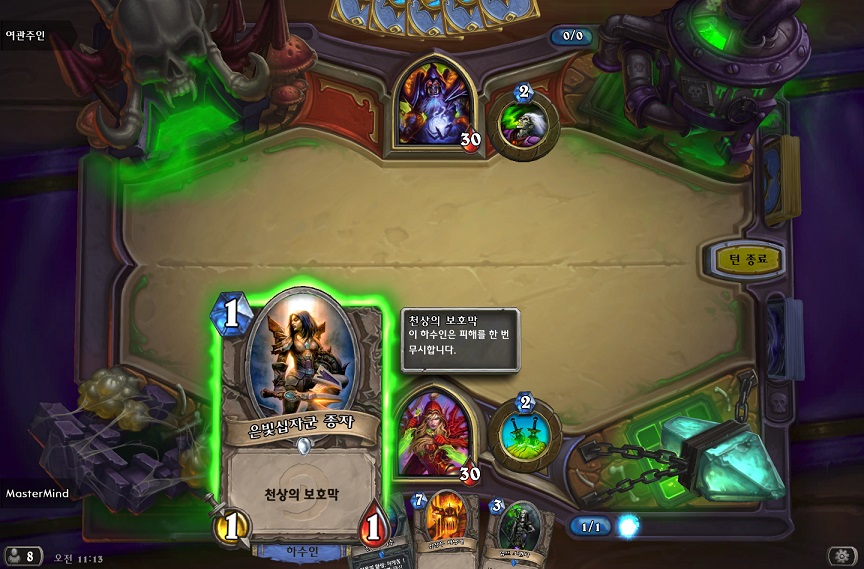 여관주인
0/0
2
30
턴 종료
1
천상의 보호막
이 하수인은 피해를 한 번
무시합니다.
은빛십자군 종자
천상의 보호막
1
1
하수인
2
30
7
3
MasterMind
1/1
8
오전 11:13